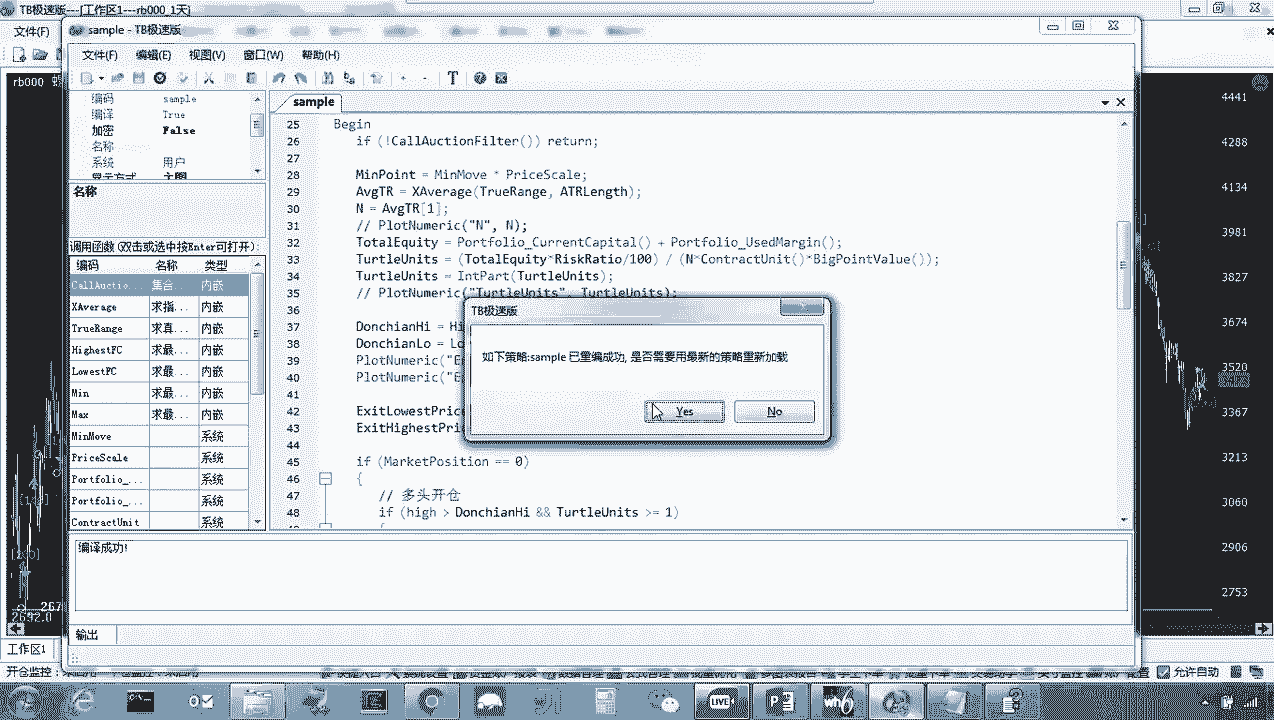 TB极速版---[工作区1---rb000_1天]
sample - TB极速版
文件(F)
文件(F) 编辑(E) 视图(V) 窗口(W) 帮助(H)
rb000
编码 sample
编译 True
加密 False
名称
系统 用户
显示方式 主图
名称
调用函数(双击或选中按Enter可打开):
编码 名称 类型
CallAuctio... 集合... 内嵌
XAverage 求指... 内嵌
TrueRange 求真... 内嵌
HighestFC 求最... 内嵌
LowestFC 求最... 内嵌
Min 求最... 内嵌
Max 求最... 内嵌
MinMove 系统
PriceScale 系统
Portfolio_... 系统
Portfolio_... 系统
ContractUnit 系统
sample
25 Begin
26 if (!CallAuctionFilter()) return;
27
28 MinPoint = MinMove * PriceScale;
29 AvgTR = XAverage(TrueRange, ATRLength);
30 N = AvgTR[1];
31 // PlotNumeric("N", N);
32 TotalEquity = Portfolio_CurrentCapital() + Portfolio_UsedMargin();
33 TurtleUnits = (TotalEquity*RiskRatio/100) / (N*ContractUnit()*BigPointValue());
34 TurtleUnits = IntPart(TurtleUnits);
35 // PlotNumeric("TurtleUnits", TurtleUnits);
36
37 DonchianHi = Hi
38 DonchianLo = Lo
39 PlotNumeric("E
40 PlotNumeric("E
41
42 ExitLowestPric
43 ExitHighestPri
44
45 if (MarketPosition == 0)
46 {
47 // 多头开仓
48 if (high > DonchianHi && TurtleUnits >= 1)
TB极速版
如下策略:sample 已重编成功, 是否需要用最新的策略重新加载
Yes No
编译成功!
输出
4441
4288
4134
3981
3827
3674
3520
3367
3213
3060
2906
2753
2692.0
工作区1
允许自动
LIVE